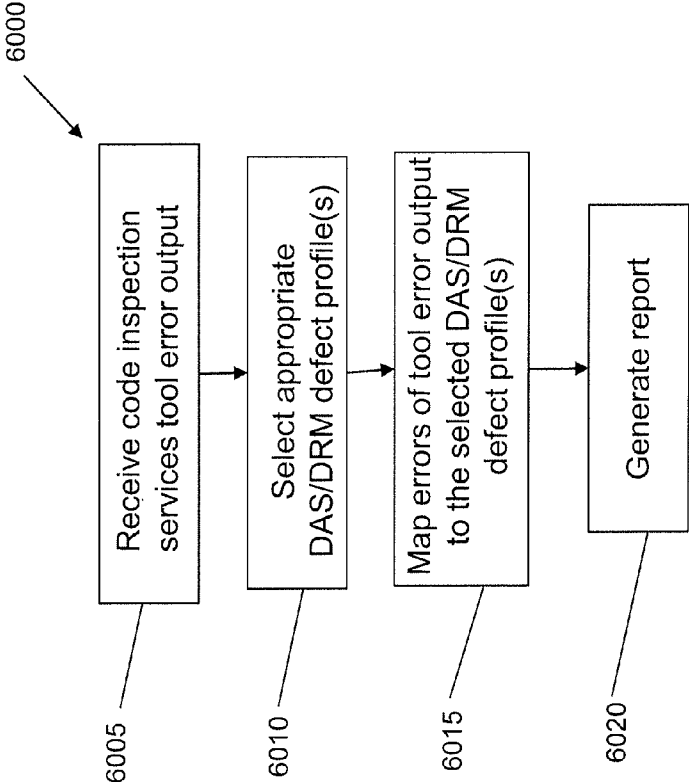 6000
Receive code inspection
services tool error output
6005
Select appropriate
DAS/DRM defect profile(s)
6010
Map errors of tool error output
to the selected DAS/DRM
defect profile(s)
6015
Generate report
6020